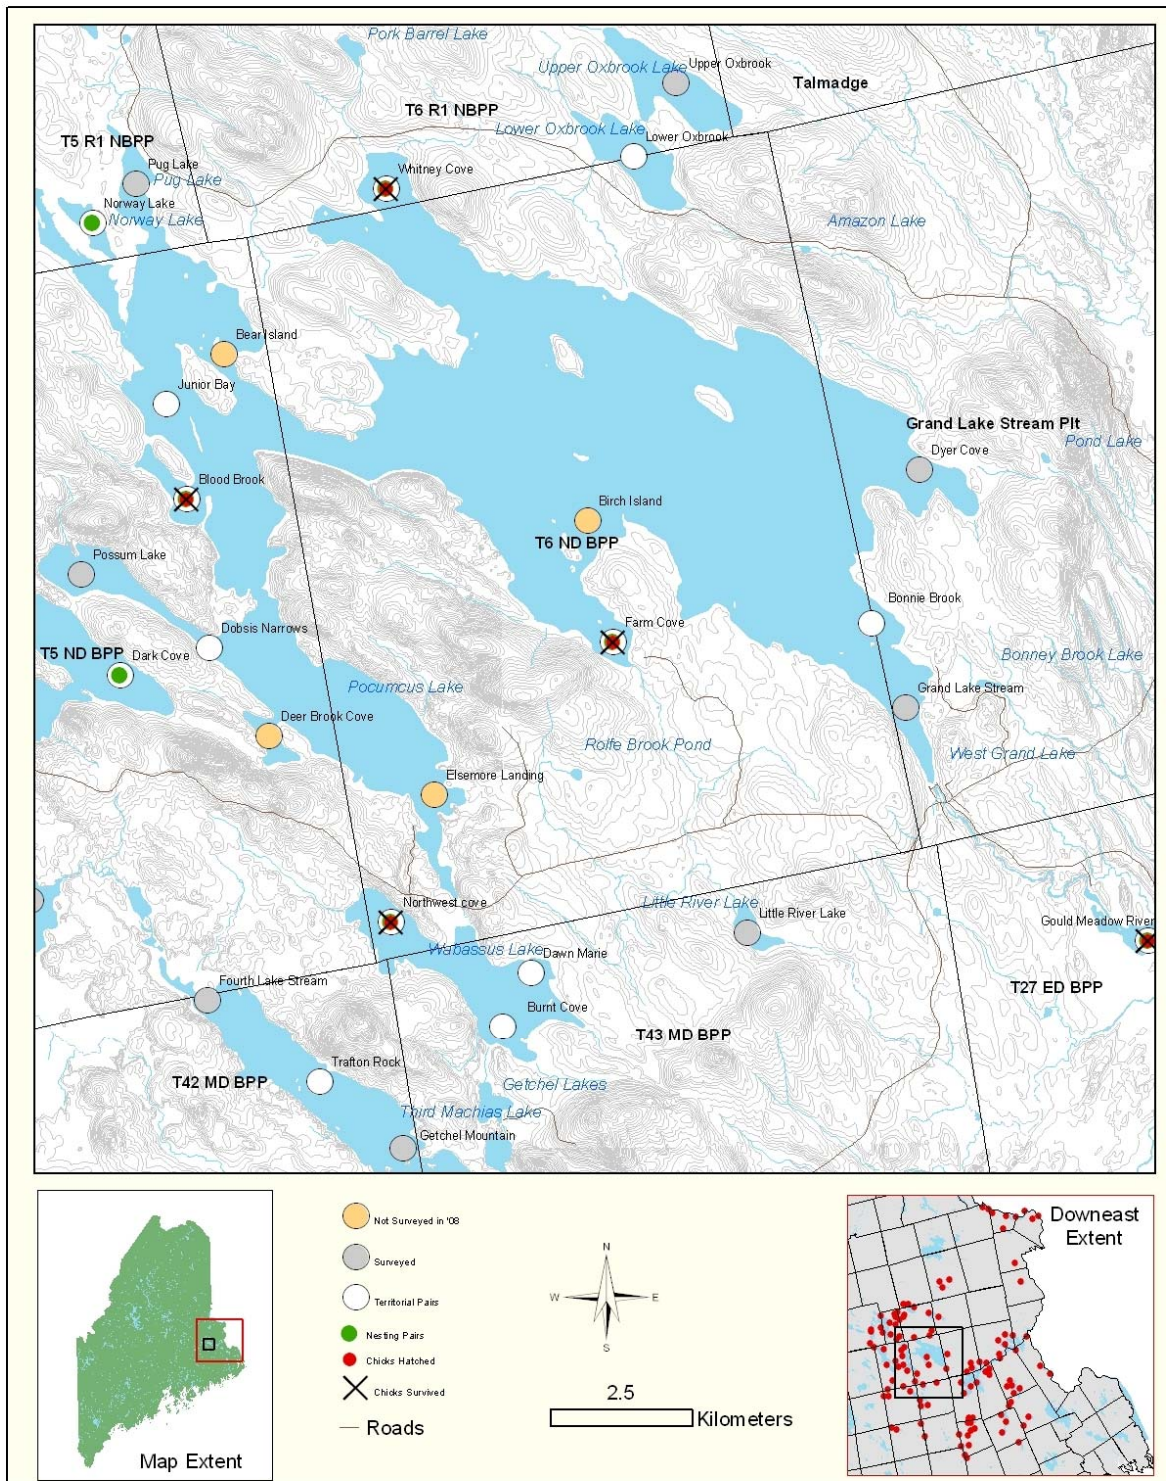 Pork Barrel Lake
Upper Oxbrook Lake
Upper Oxbrook
Talmadge
T6 R1 NBPP
Lower Oxbrook Lake
Lower Oxbrook
T5 R1 NBPP
Pug Lake
Pug Lake
Whitney Cove
Norway Lake
Norway Lake
Amazon Lake
Bear Island
Junior Bay
Grand Lake Stream Plt
Pond Lake
Dyer Cove
Blood Brook
Birch Island
T6 ND BPP
Possum Lake
Bonnie Brook
Dobsis Narrows
Farm Cove
T5 ND BPP
Dark Cove
Bonney Brook Lake
Pocumcus Lake
Grand Lake Stream
Deer Brook Cove
Rolfe Brook Pond
West Grand Lake
Elsemore Landing
Northwest cove
Little River Lake
Little River Lake
Gould Meadow River
Wabassus Lake
Dawn Marie
Fourth Lake Stream
T27 ED BPP
Burnt Cove
T43 MD BPP
Trafton Rock
T42 MD BPP
Getchel Lakes
Third Machias Lake
Getchel Mountain
Map Extent
Not Surveyed in '08
Surveyed
Territorial Pairs
Nesting Pairs
Chicks Hatched
Chicks Survived
Roads
N
W E
S
2.5
Kilometers
Downeast
Extent